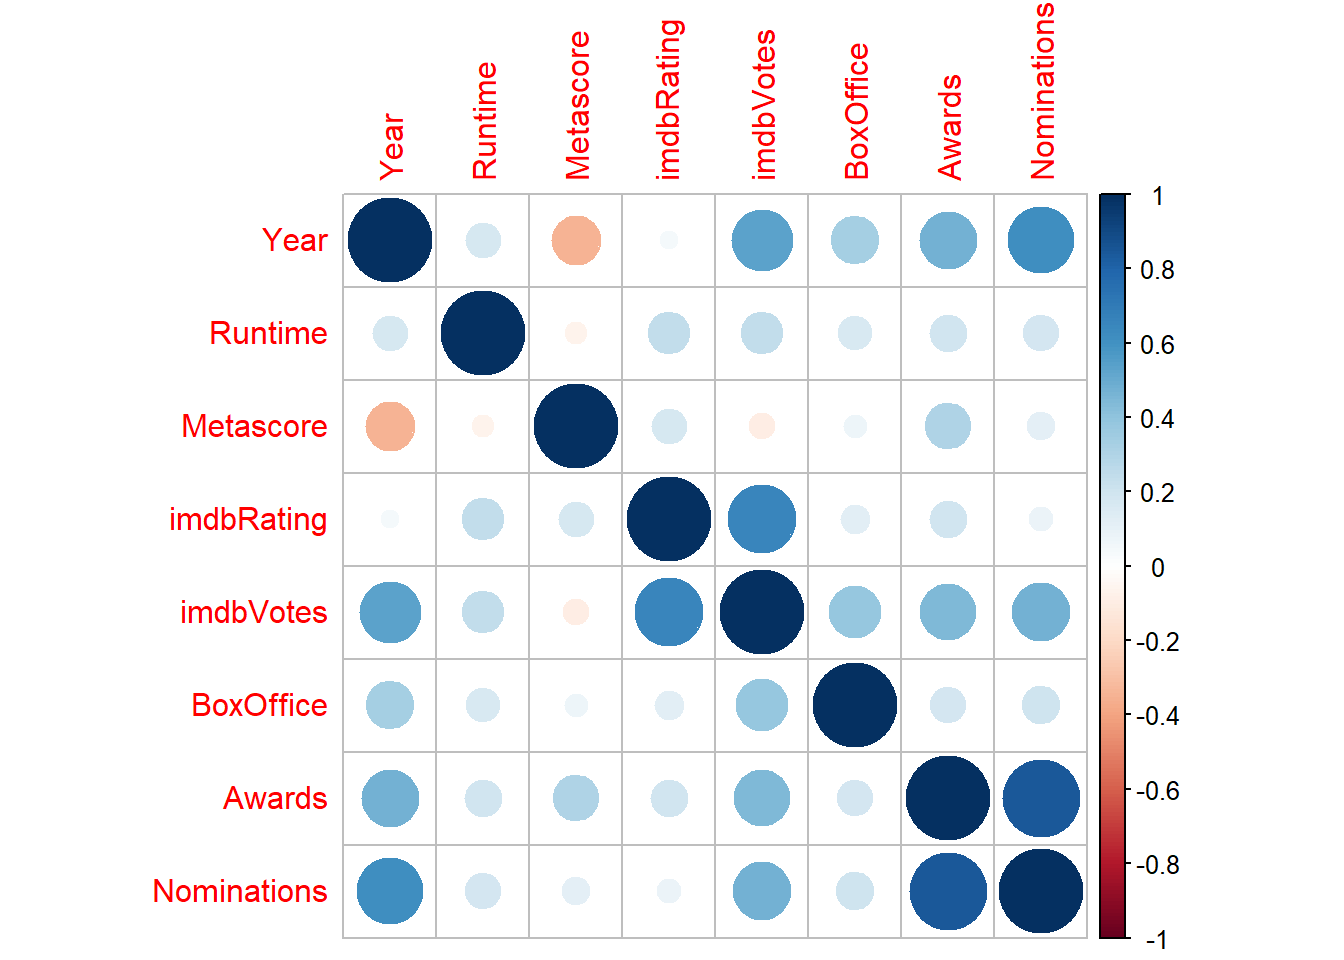 Year
Runtime
Metascore
imdbRating
imdbVotes
BoxOffice
Awards
Nominations
Year
Runtime
Metascore
imdbRating
imdbVotes
BoxOffice
Awards
Nominations
1
0.8
0.6
0.4
0.2
0
-0.2
-0.4
-0.6
-0.8
-1